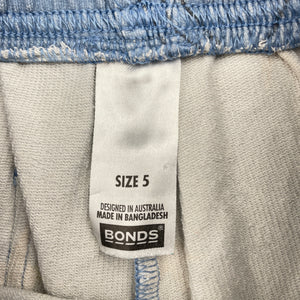 SIZE 5
DESIGNED IN AUSTRALIA
MADE IN BANGLADESH
BONDS